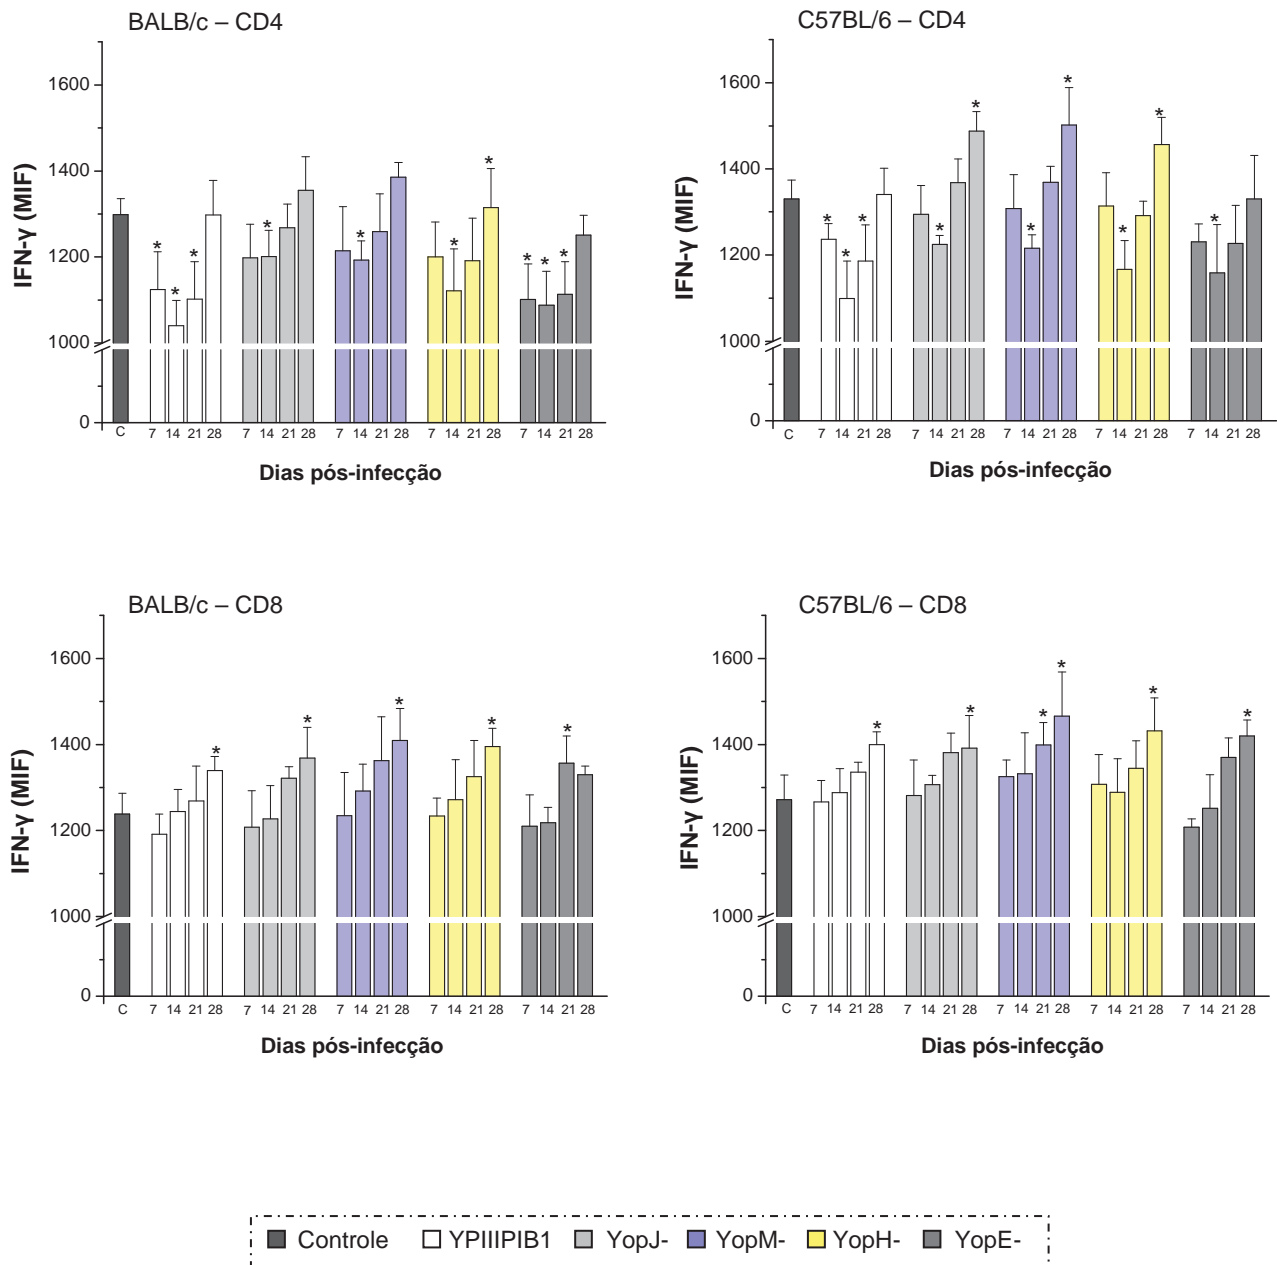 BALB/c – CD4
IFN-γ (MIF)
1600
1400
1200
1000
0
* * * * * * * * * *
C 7 14 21 28 7 14 21 28 7 14 21 28 7 14 21 28 7 14 21 28
Dias pós-infecção
C57BL/6 – CD4
IFN-γ (MIF)
1600
1400
1200
1000
0
* * * * * * * * * *
C 7 14 21 28 7 14 21 28 7 14 21 28 7 14 21 28 7 14 21 28
Dias pós-infecção
BALB/c – CD8
IFN-γ (MIF)
1600
1400
1200
1000
0
* * * * *
C 7 14 21 28 7 14 21 28 7 14 21 28 7 14 21 28 7 14 21 28
Dias pós-infecção
C57BL/6 – CD8
IFN-γ (MIF)
1600
1400
1200
1000
0
* * * * * *
C 7 14 21 28 7 14 21 28 7 14 21 28 7 14 21 28 7 14 21 28
Dias pós-infecção
Controle YPIIIPIB1 YopJ- YopM- YopH- YopE-